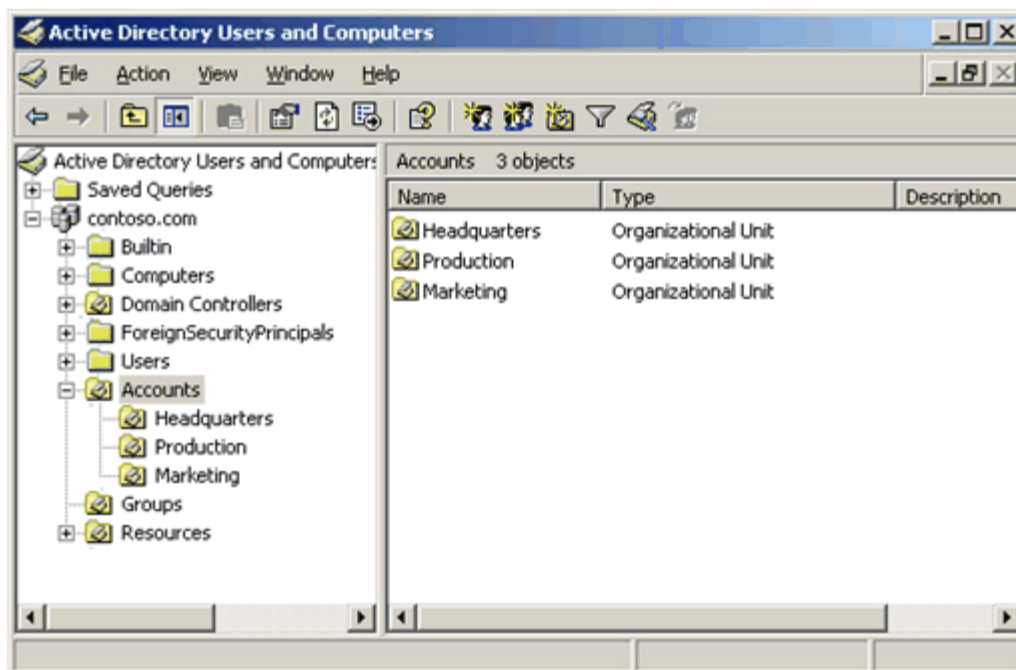 Active Directory Users and Computers
File Action View Window Help
Active Directory Users and Computers
Accounts 3 objects
Saved Queries
contoso.com
Builtin
Computers
Domain Controllers
ForeignSecurityPrincipals
Users
Accounts
Headquarters
Production
Marketing
Groups
Resources
Name Type Description
Headquarters Organizational Unit
Production Organizational Unit
Marketing Organizational Unit